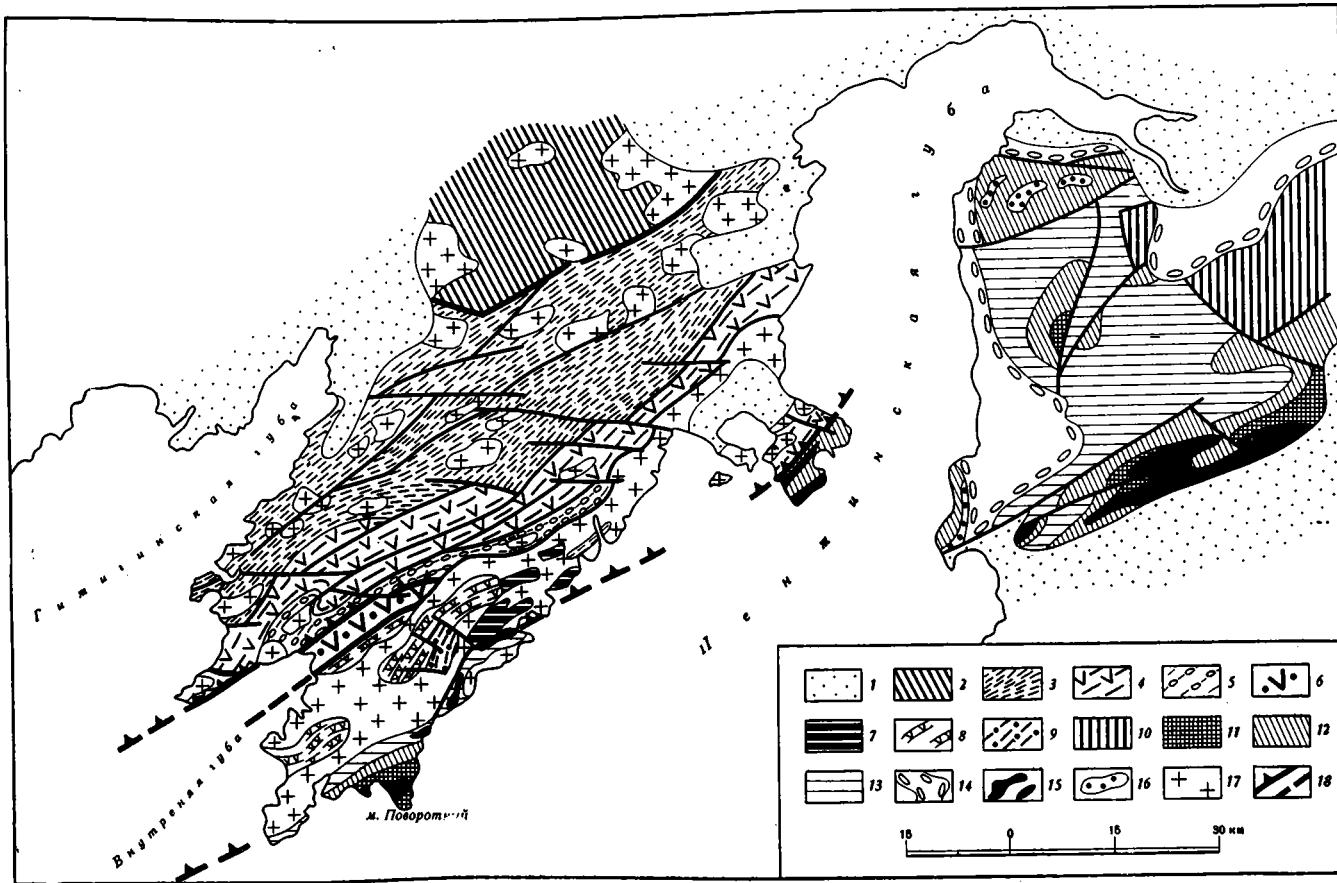 Пенжинская губа
Гижигинская губа
Внутренняя губа
м. Поворотный
1 2 3 4 5 6
7 8 9 10 11 12
13 14 15 16 17 18
15 0 15 30 км